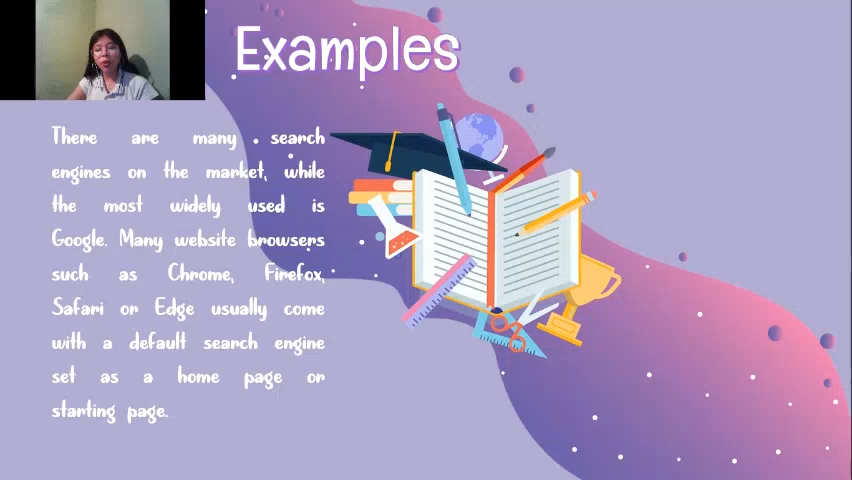 Examples
There are many search
engines on the market, while
the most widely used is
Google. Many website browsers
such as Chrome, Firefox,
Safari or Edge usually come
with a default search engine
set as a home page or
starting page.